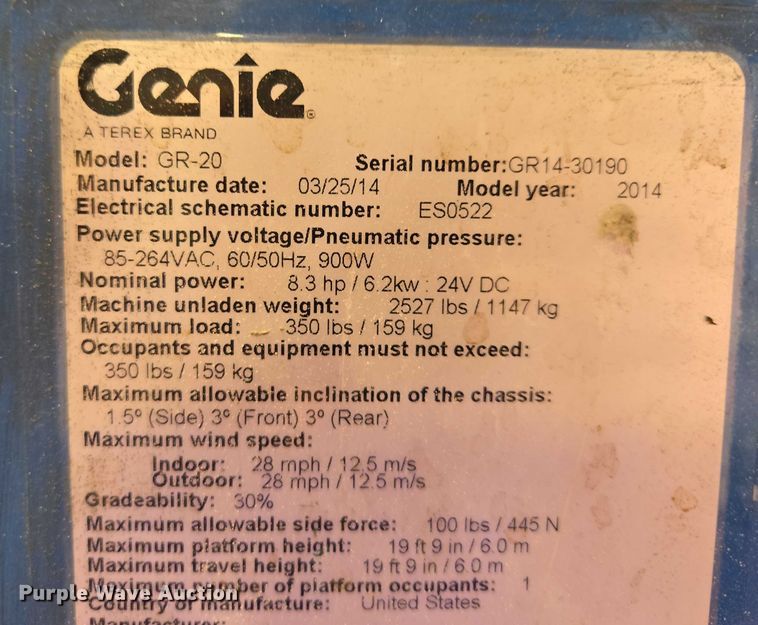 Genie®
A TEREX BRAND
Model: GR-20 Serial number:GR14-30190
Manufacture date: 03/25/14 Model year: 2014
Electrical schematic number: ES0522
Power supply voltage/Pneumatic pressure:
85-264VAC, 60/50Hz, 900W
Nominal power: 8.3 hp / 6.2kw : 24V DC
Machine unladen weight: 2527 lbs / 1147 kg
Maximum load: 350 lbs / 159 kg
Occupants and equipment must not exceed:
350 lbs / 159 kg
Maximum allowable inclination of the chassis:
1.5º (Side) 3º (Front) 3º (Rear)
Maximum wind speed:
Indoor: 28 mph / 12.5 m/s
Outdoor: 28 mph / 12.5 m/s
Gradeability: 30%
Maximum allowable side force: 100 lbs / 445 N
Maximum platform height: 19 ft 9 in / 6.0 m
Maximum travel height: 19 ft 9 in / 6.0 m
Maximum number of platform occupants: 1
Country of manufacture: United States
Manufacturer:
Purple Wave Auction